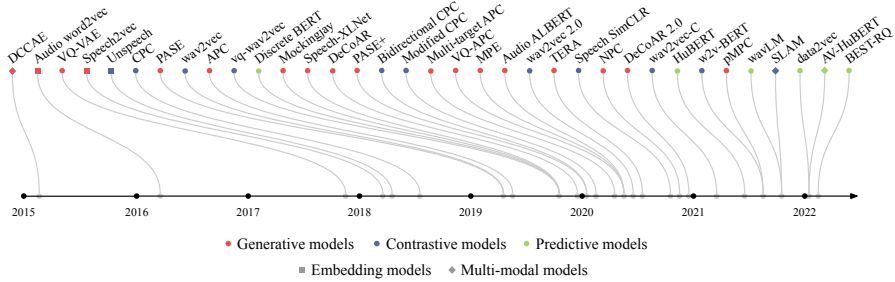 DCCAE
Audio word2vec
VQ-VAE
Speech2vec
Unspeech
CPC
PASE
wav2vec
APC
vq-wav2vec
Discrete BERT
Mockingjay
Speech-XLNet
DeCoAR
PASE+
Bidirectional CPC
Modified CPC
Multi-target APC
VQ-APC
MPE
Audio ALBERT
wav2vec 2.0
TERA
Speech SimCLR
NPC
DeCoAR 2.0
wav2vec-C
HuBERT
w2v-BERT
pMPC
wavLM
SLAM
data2vec
AV-HuBERT
BEST-RQ
2015 2016 2017 2018 2019 2020 2021 2022
Generative models Contrastive models Predictive models
Embedding models Multi-modal models